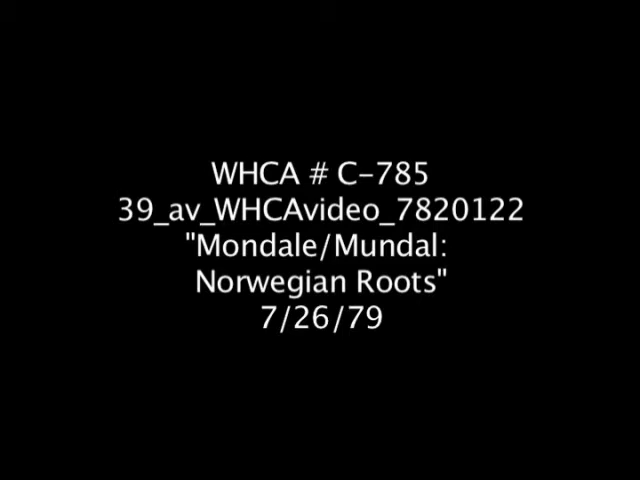 WHCA # C-785
39_av_WHCAvideo_7820122
"Mondale/Mundal:
Norwegian Roots"
7/26/79